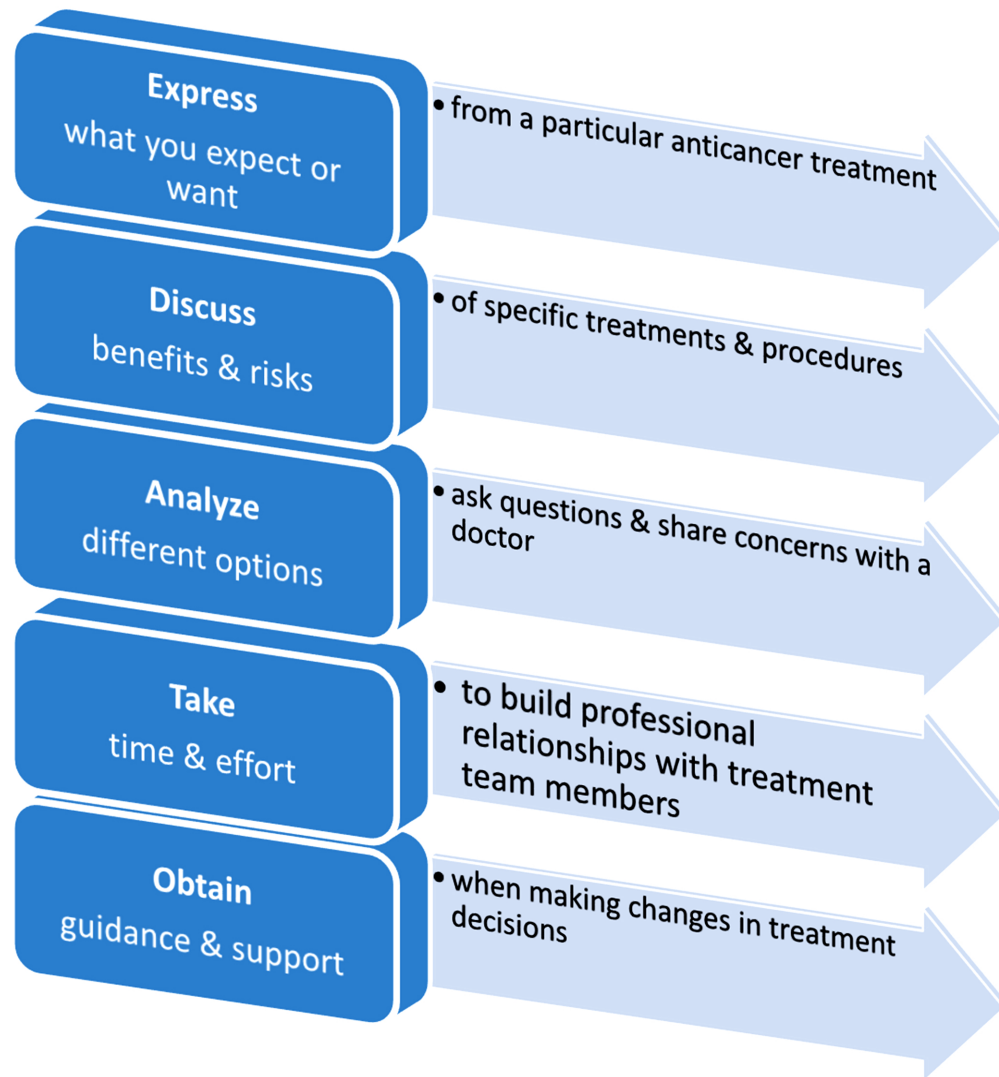 Express
what you expect or
want
• from a particular anticancer treatment
Discuss
benefits & risks
• of specific treatments & procedures
Analyze
different options
• ask questions & share concerns with a
doctor
Take
time & effort
• to build professional
relationships with treatment
team members
Obtain
guidance & support
• when making changes in treatment
decisions